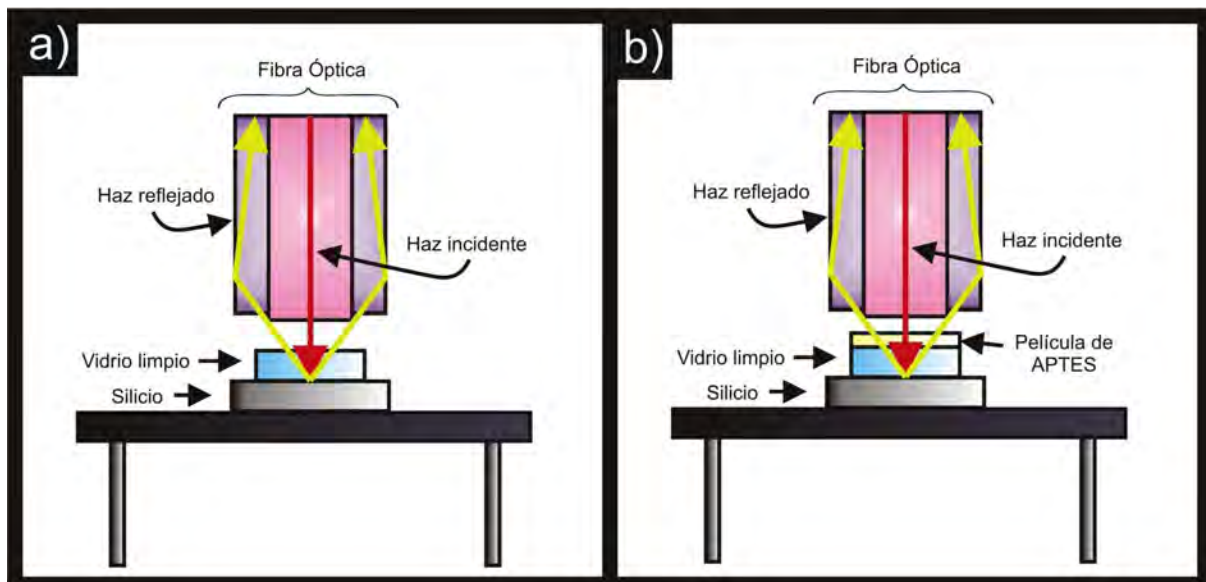 a)
Fibra Óptica
Haz reflejado
Haz incidente
Vidrio limpio
Silicio
b)
Fibra Óptica
Haz reflejado
Haz incidente
Película de
APTES
Vidrio limpio
Silicio